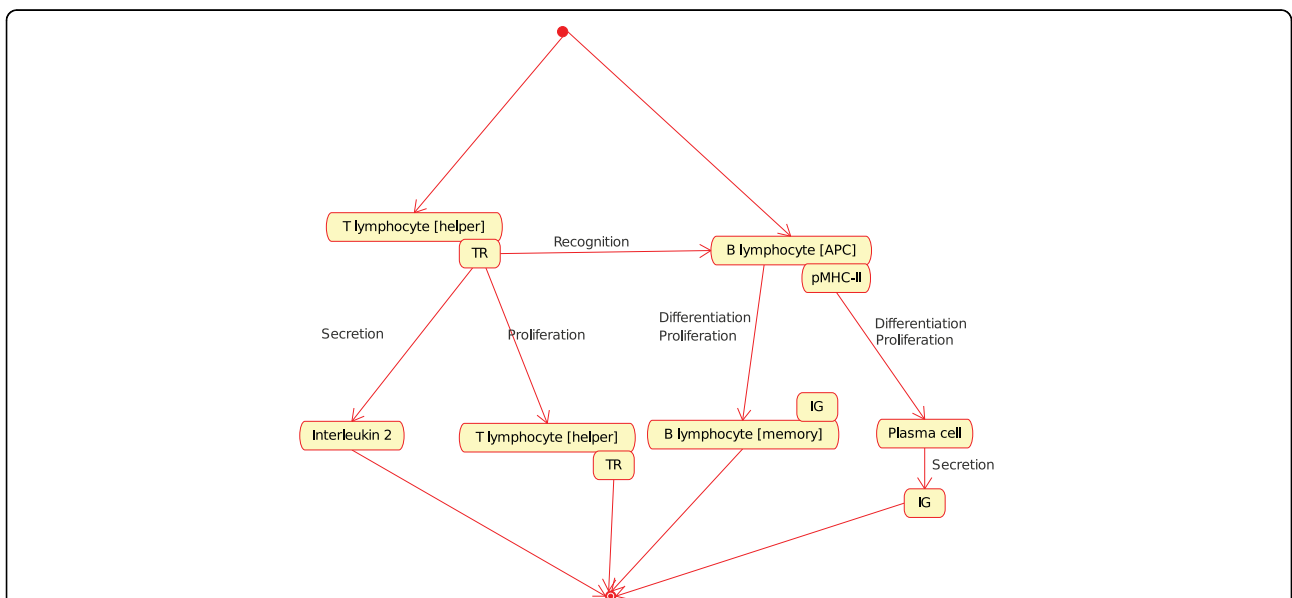 T lymphocyte [helper]
TR
Recognition
B lymphocyte [APC]
pMHC-II
Secretion
Proliferation
Differentiation
Proliferation
Differentiation
Proliferation
Interleukin 2
T lymphocyte [helper]
TR
IG
B lymphocyte [memory]
Plasma cell
Secretion
IG